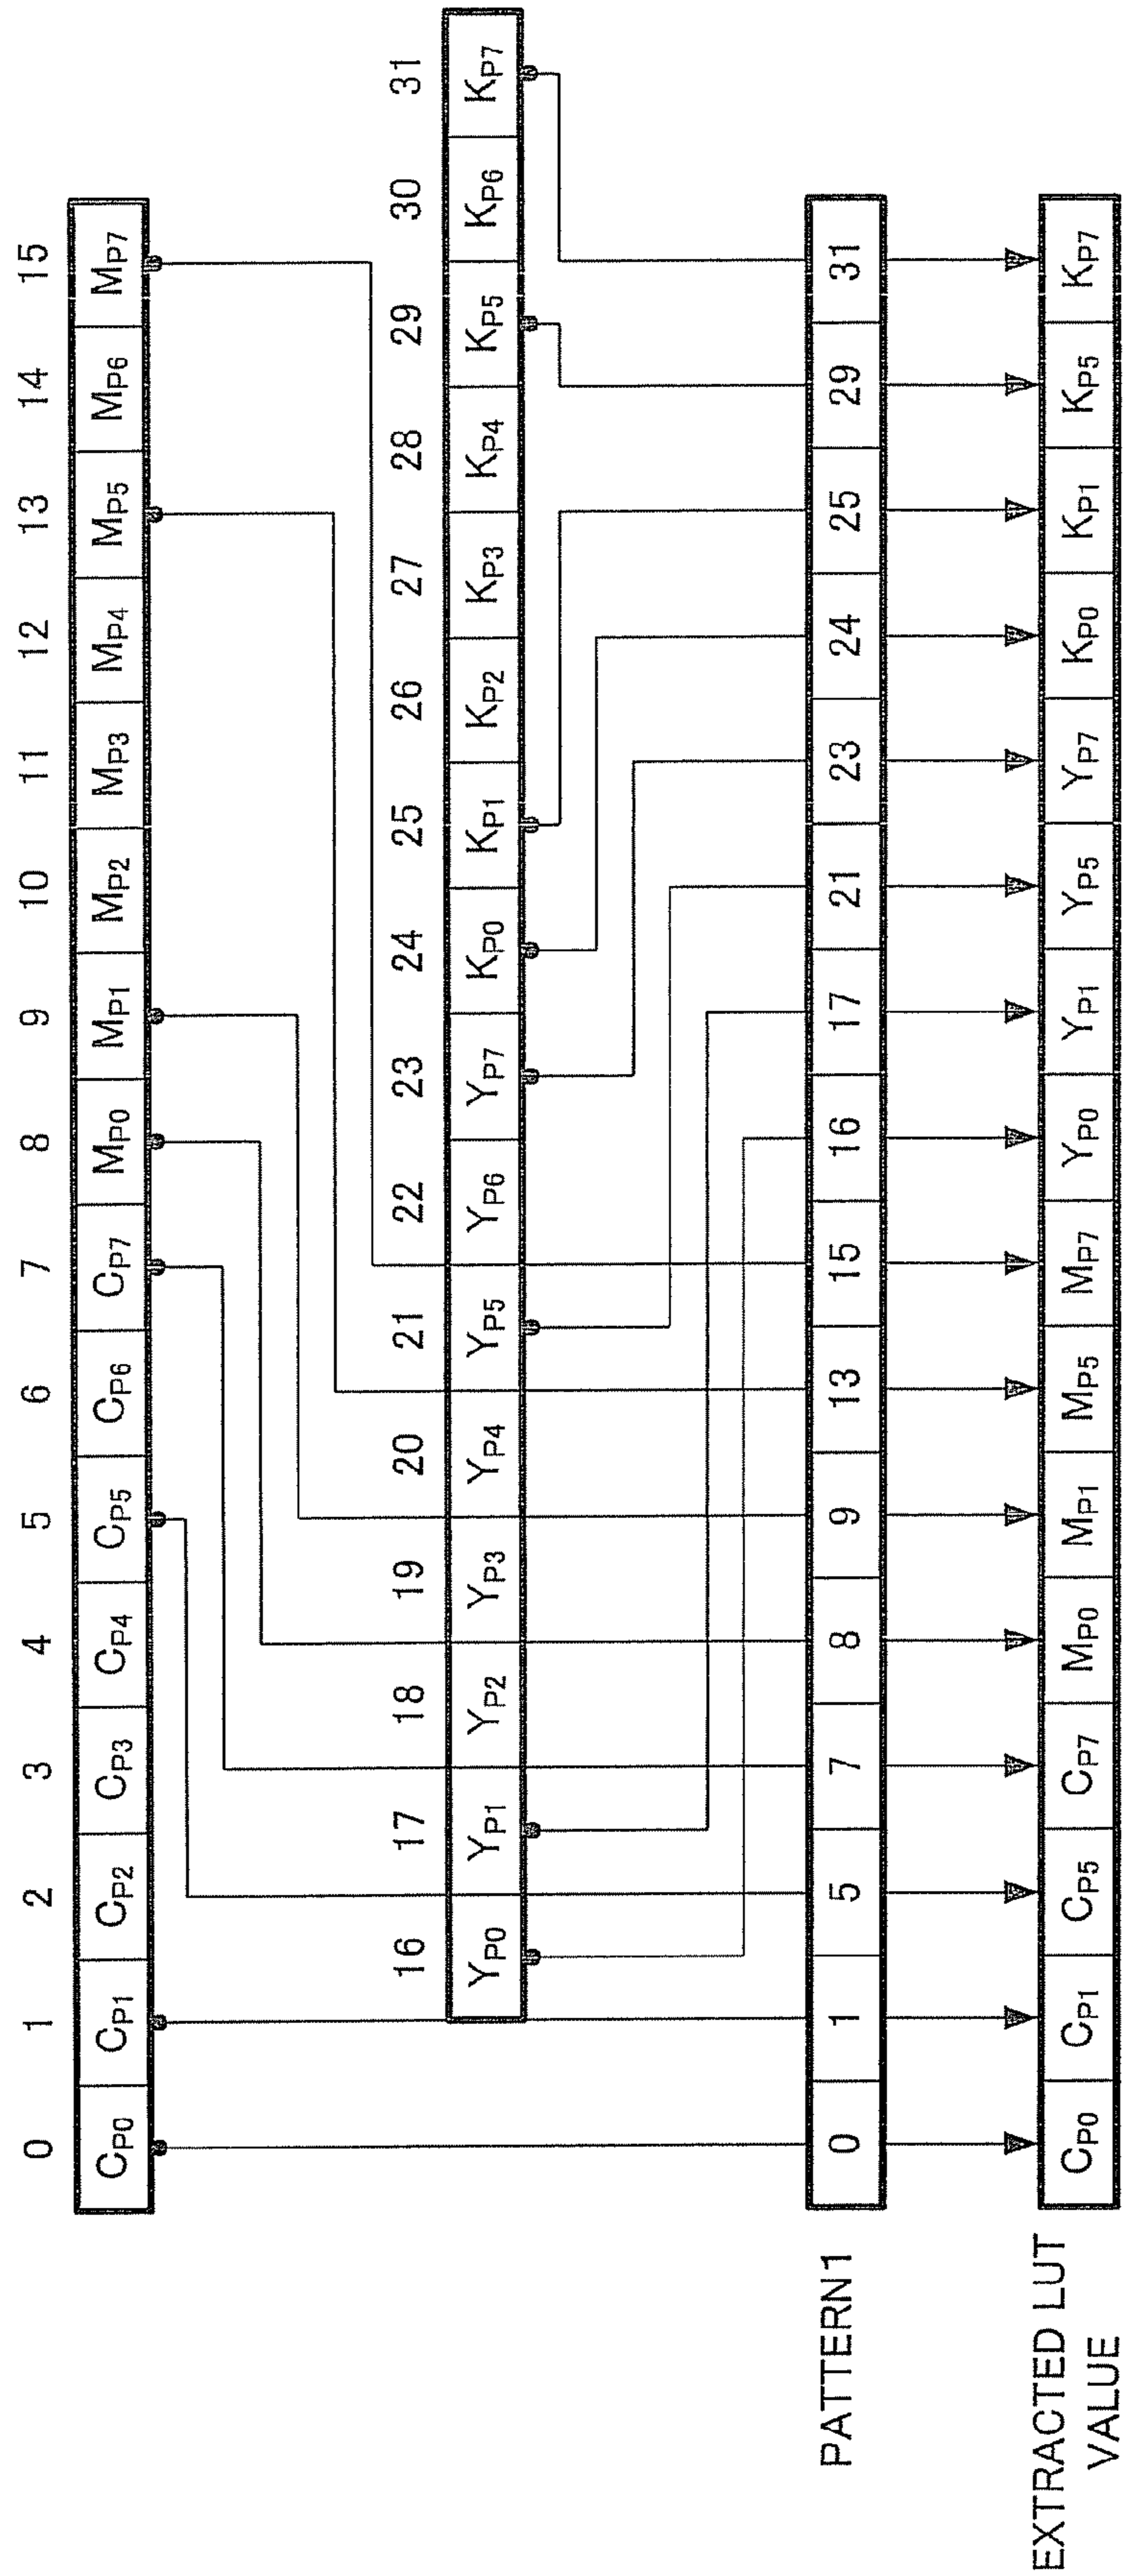 0 1 2 3 4 5 6 7 8 9 10 11 12 13 14 15
CP0 CP1 CP2 CP3 CP4 CP5 CP6 CP7 MP0 MP1 MP2 MP3 MP4 MP5 MP6 MP7
16 17 18 19 20 21 22 23 24 25 26 27 28 29 30 31
YP0 YP1 YP2 YP3 YP4 YP5 YP6 YP7 KP0 KP1 KP2 KP3 KP4 KP5 KP6 KP7
PATTERN1 0 1 5 7 8 9 13 15 16 17 21 23 24 25 29 31
EXTRACTED LUT
VALUE
CP0 CP1 CP5 CP7 MP0 MP1 MP5 MP7 YP0 YP1 YP5 YP7 KP0 KP1 KP5 KP7